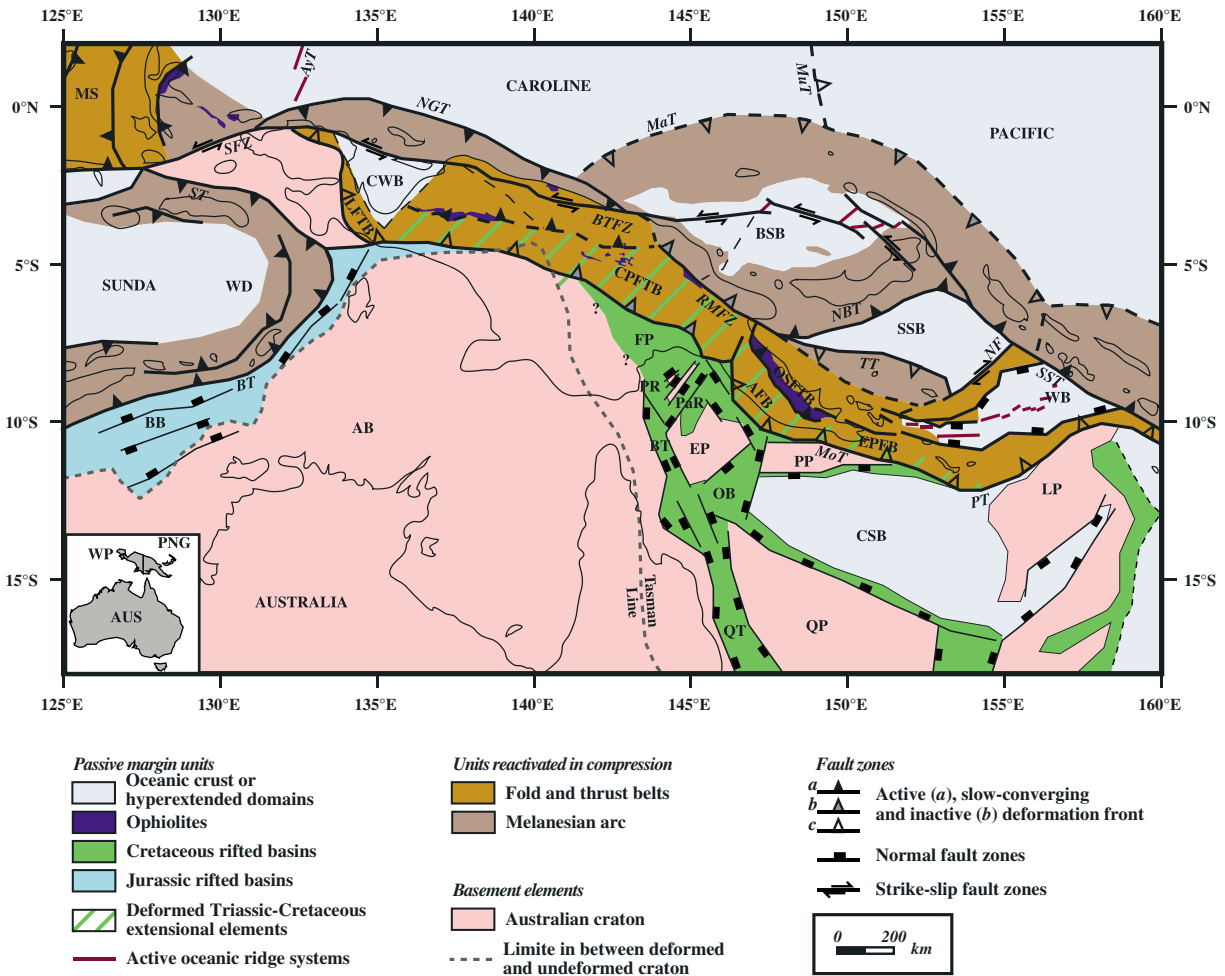 125°E 130°E 135°E 140°E 145°E 150°E 155°E 160°E
MS
AyT
CAROLINE
MuT
0°N
NGT
MaT
0°N
PACIFIC
SFZ
CWB
ST
LFTB
BTFZ
BSB
5°S
SUNDA
WD
CPFTB
RMFZ
5°S
NBT
SSB
?
FP
TT
NF
?
BT
PR
OSFTB
SST
AFB
PaR
WB
10°S
BB
AB
10°S
BT
EP
EPFB
MoT
PP
OB
PT
LP
CSB
WP
PNG
15°S
Tasman
Line
15°S
AUS
AUSTRALIA
QT
QP
125°E 130°E 135°E 140°E 145°E 150°E 155°E 160°E
Passive margin units
Oceanic crust or
hyperextended domains
Ophiolites
Cretaceous rifted basins
Jurassic rifted basins
Deformed Triassic-Cretaceous
extensional elements
Active oceanic ridge systems
Units reactivated in compression
Fold and thrust belts
Melanesian arc
Basement elements
Australian craton
Limite in between deformed
and undeformed craton
Fault zones
a
b
c
Active (a), slow-converging
and inactive (b) deformation front
Normal fault zones
Strike-slip fault zones
0 200
km